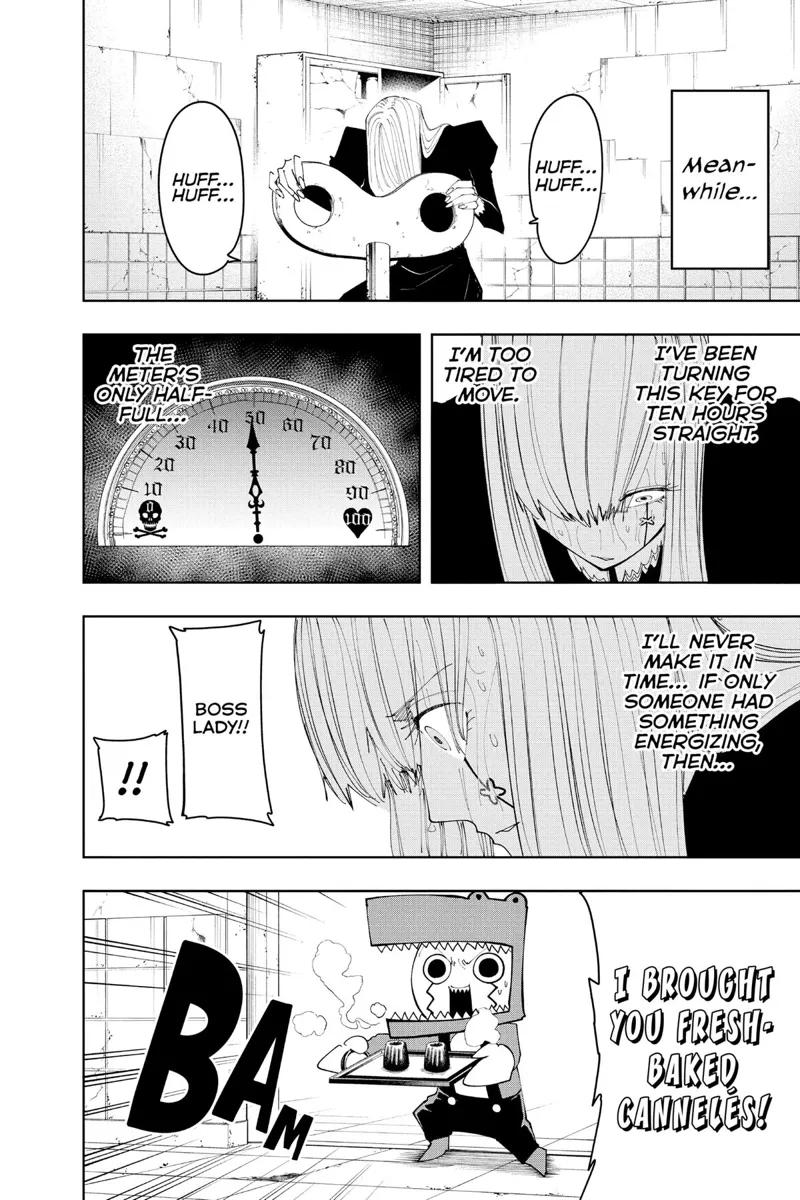 Mean-
while...
HUFF...
HUFF...
HUFF...
HUFF...
I'VE BEEN
TURNING
THIS KEY FOR
TEN HOURS
STRAIGHT.
I'M TOO
TIRED TO
MOVE.
THE
METER'S
ONLY HALF-
FULL...
0
10
20
30
40
50
60
70
80
90
100
I'LL NEVER
MAKE IT IN
TIME... IF ONLY
SOMEONE HAD
SOMETHING
ENERGIZING,
THEN...
BOSS
LADY!!
!!
I BROUGHT
YOU FRESH-
BAKED
CANNELÉS!
BAM